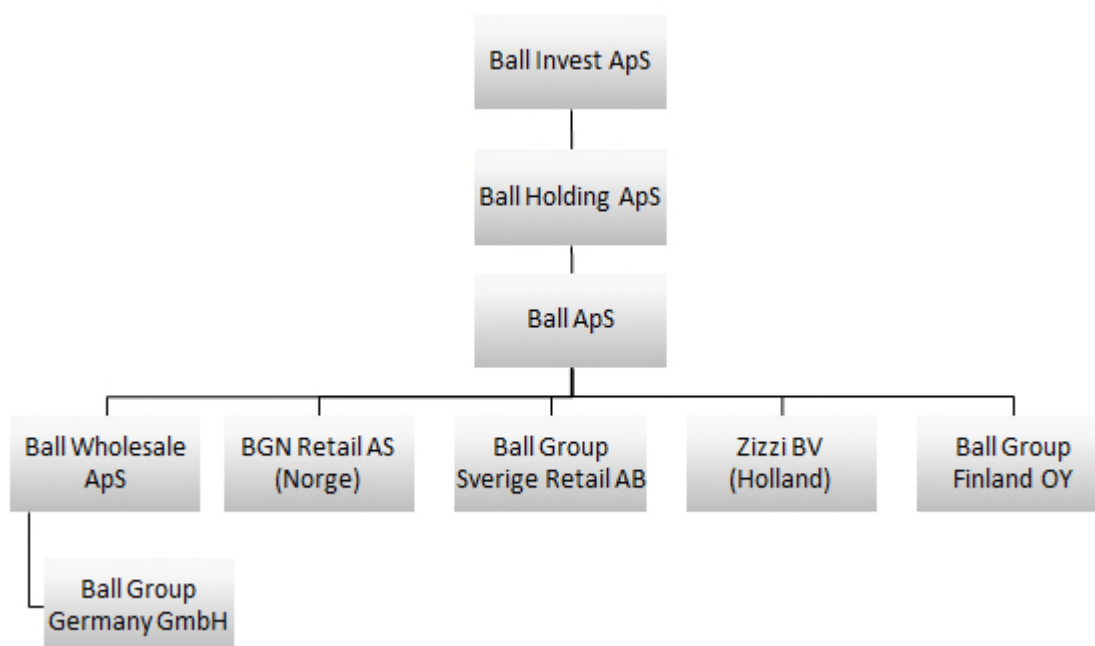 Ball Invest ApS
Ball Holding ApS
Ball ApS
Ball Wholesale
ApS
BGN Retail AS
(Norge)
Ball Group
Sverige Retail AB
Zizzi BV
(Holland)
Ball Group
Finland OY
Ball Group
Germany GmbH